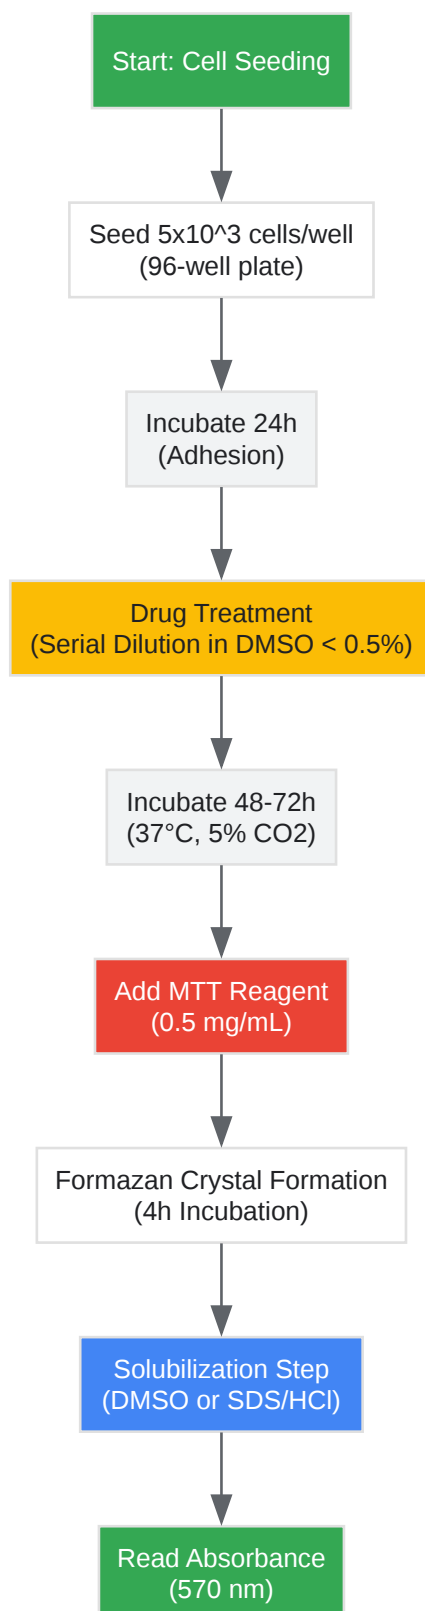 Start: Cell Seeding
Seed 5x10^3 cells/well
(96-well plate)
Incubate 24h
(Adhesion)
Drug Treatment
(Serial Dilution in DMSO < 0.5%)
Incubate 48-72h
(37°C, 5% CO2)
Add MTT Reagent
(0.5 mg/mL)
Formazan Crystal Formation
(4h Incubation)
Solubilization Step
(DMSO or SDS/HCl)
Read Absorbance
(570 nm)